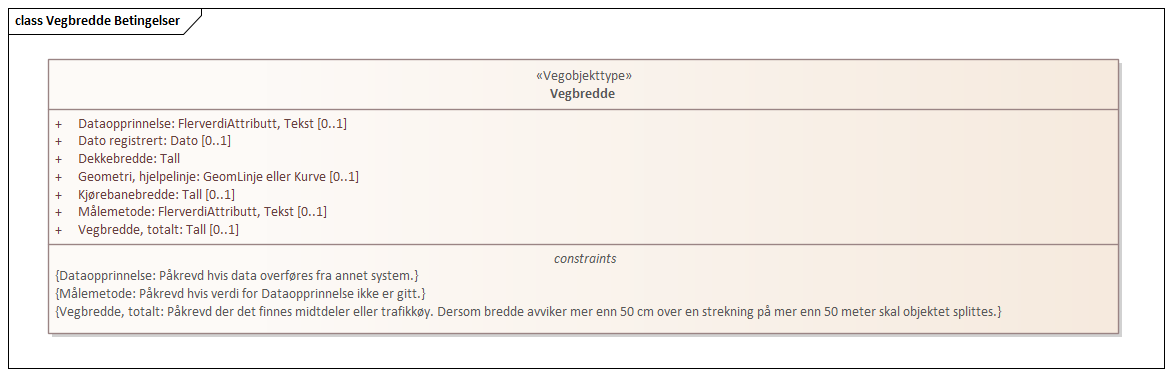 class Vegbredde Betingelser
«Vegobjekttype»
Vegbredde
+ Dataopprinnelse: FlerverdiAttributt, Tekst [0..1]
+ Dato registrert: Dato [0..1]
+ Dekkebredde: Tall
+ Geometri, hjelpelinje: GeomLinje eller Kurve [0..1]
+ Kjørebanebredde: Tall [0..1]
+ Målemetode: FlerverdiAttributt, Tekst [0..1]
+ Vegbredde, totalt: Tall [0..1]
constraints
{Dataopprinnelse: Påkrevd hvis data overføres fra annet system.}
{Målemetode: Påkrevd hvis verdi for Dataopprinnelse ikke er gitt.}
{Vegbredde, totalt: Påkrevd der det finnes midtdeler eller trafikkøy. Dersom bredde avviker mer enn 50 cm over en strekning på mer enn 50 meter skal objektet splittes.}